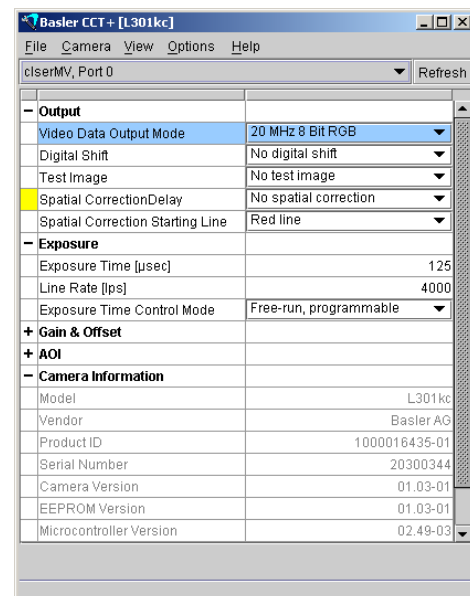 Basler CCT+ [L301kc]
File Camera View Options Help
clserMV, Port 0 Refresh
Output
Video Data Output Mode 20 MHz 8 Bit RGB
Digital Shift No digital shift
Test Image No test image
Spatial CorrectionDelay No spatial correction
Spatial Correction Starting Line Red line
Exposure
Exposure Time [µsec] 125
Line Rate [lps] 4000
Exposure Time Control Mode Free-run, programmable
Gain & Offset
AOI
Camera Information
Model L301kc
Vendor Basler AG
Product ID 1000016435-01
Serial Number 20300344
Camera Version 01.03-01
EEPROM Version 01.03-01
Microcontroller Version 02.49-03